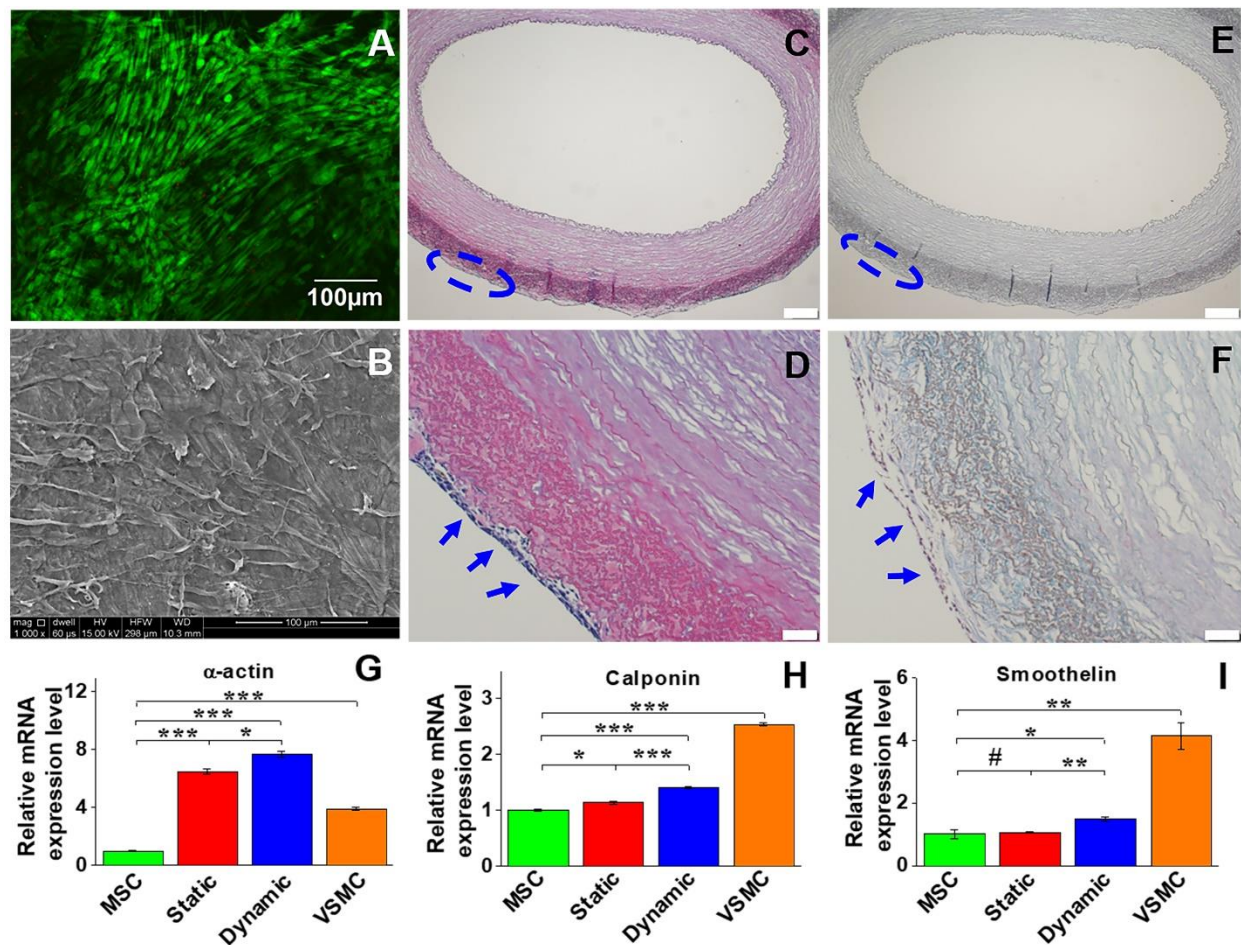 A
100μm
B
mag □ dwell HV HFW WD
1 000 x 60 μs 15.00 kV 298 μm 10.3 mm
100 μm
C
D
E
F
G
α-actin
Relative mRNA
expression level
12
8
4
0
***
***
*** *
MSC Static Dynamic VSMC
H
Calponin
Relative mRNA
expression level
3
2
1
0
***
***
* ***
MSC Static Dynamic VSMC
I
Smoothelin
Relative mRNA
expression level
6
4
2
0
**
*
# **
MSC Static Dynamic VSMC